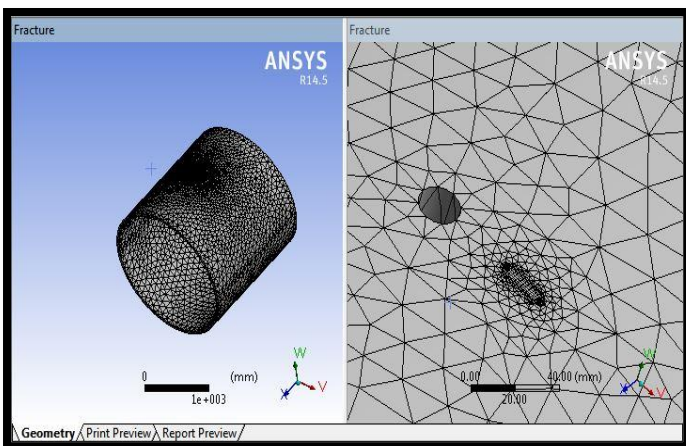 Fracture
ANSYS
R14.5
W
X
V
0
(mm)
1e+003
Fracture
ANSYS
R14.5
W
X
V
0.00
40.00 (mm)
20.00
Geometry Print Preview Report Preview